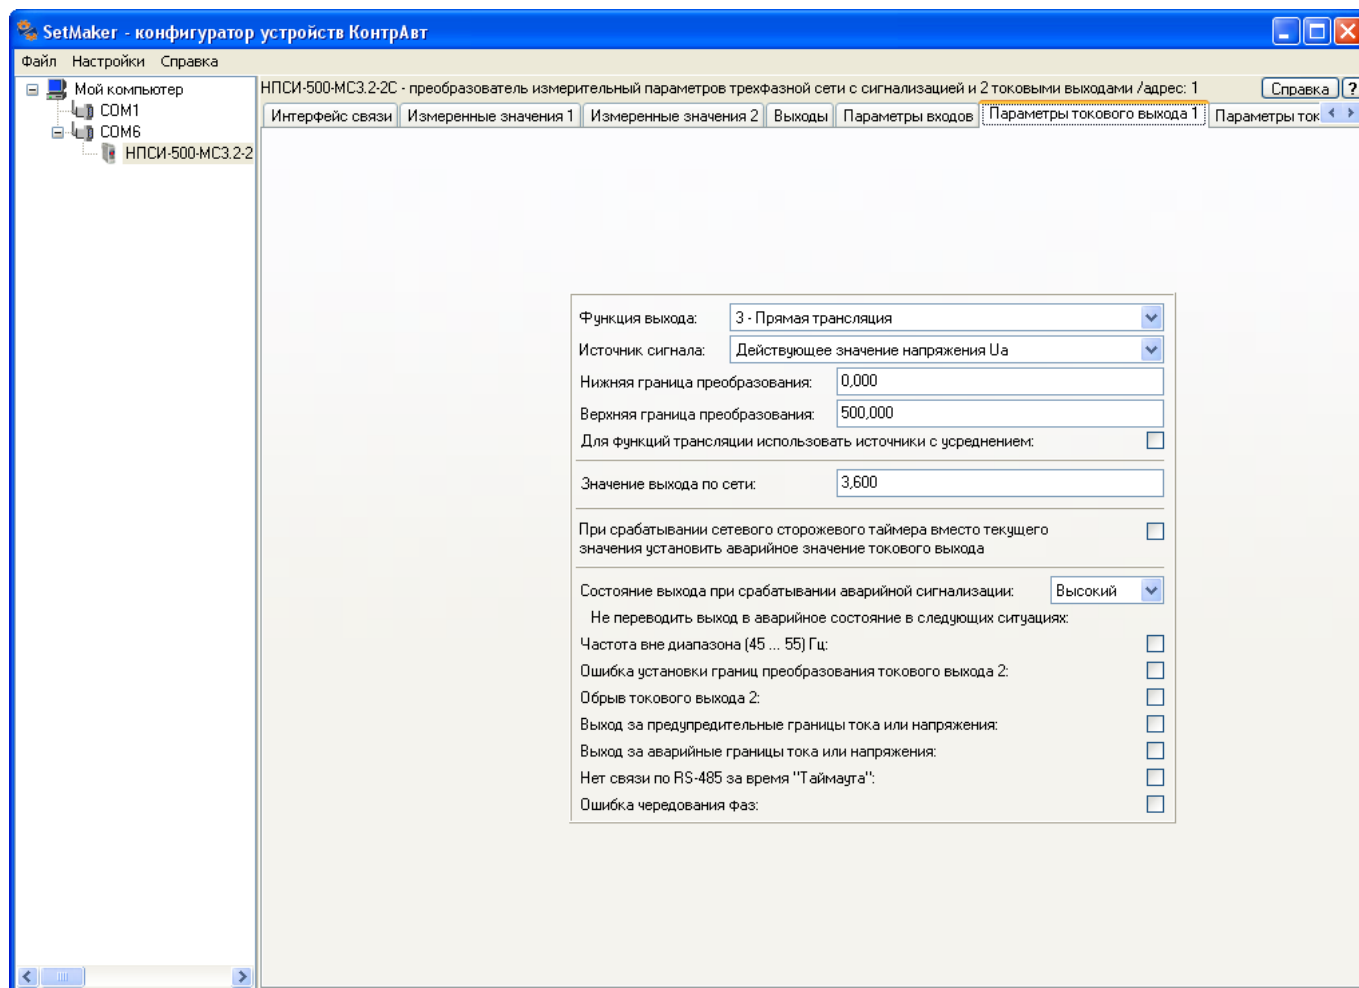 SetMaker - конфигуратор устройств КонтрАвт
Файл Настройки Справка
Мой компьютер
COM1
COM6
НПСИ-500-МС3.2-2
НПСИ-500-МС3.2-2С - преобразователь измерительный параметров трехфазной сети с сигнализацией и 2 токовыми выходами /адрес: 1
Справка ?
Интерфейс связи Измеренные значения 1 Измеренные значения 2 Выходы Параметры входов Параметры токового выхода 1 Параметры ток
Функция выхода: 3 - Прямая трансляция
Источник сигнала: Действующее значение напряжения Ua
Нижняя граница преобразования: 0,000
Верхняя граница преобразования: 500,000
Для функций трансляции использовать источники с усреднением:
Значение выхода по сети: 3,600
При срабатывании сетевого сторожевого таймера вместо текущего
значения установить аварийное значение токового выхода
Состояние выхода при срабатывании аварийной сигнализации: Высокий
Не переводить выход в аварийное состояние в следующих ситуациях:
Частота вне диапазона (45 ... 55) Гц:
Ошибка установки границ преобразования токового выхода 2:
Обрыв токового выхода 2:
Выход за предупредительные границы тока или напряжения:
Выход за аварийные границы тока или напряжения:
Нет связи по RS-485 за время "Таймаута":
Ошибка чередования фаз: